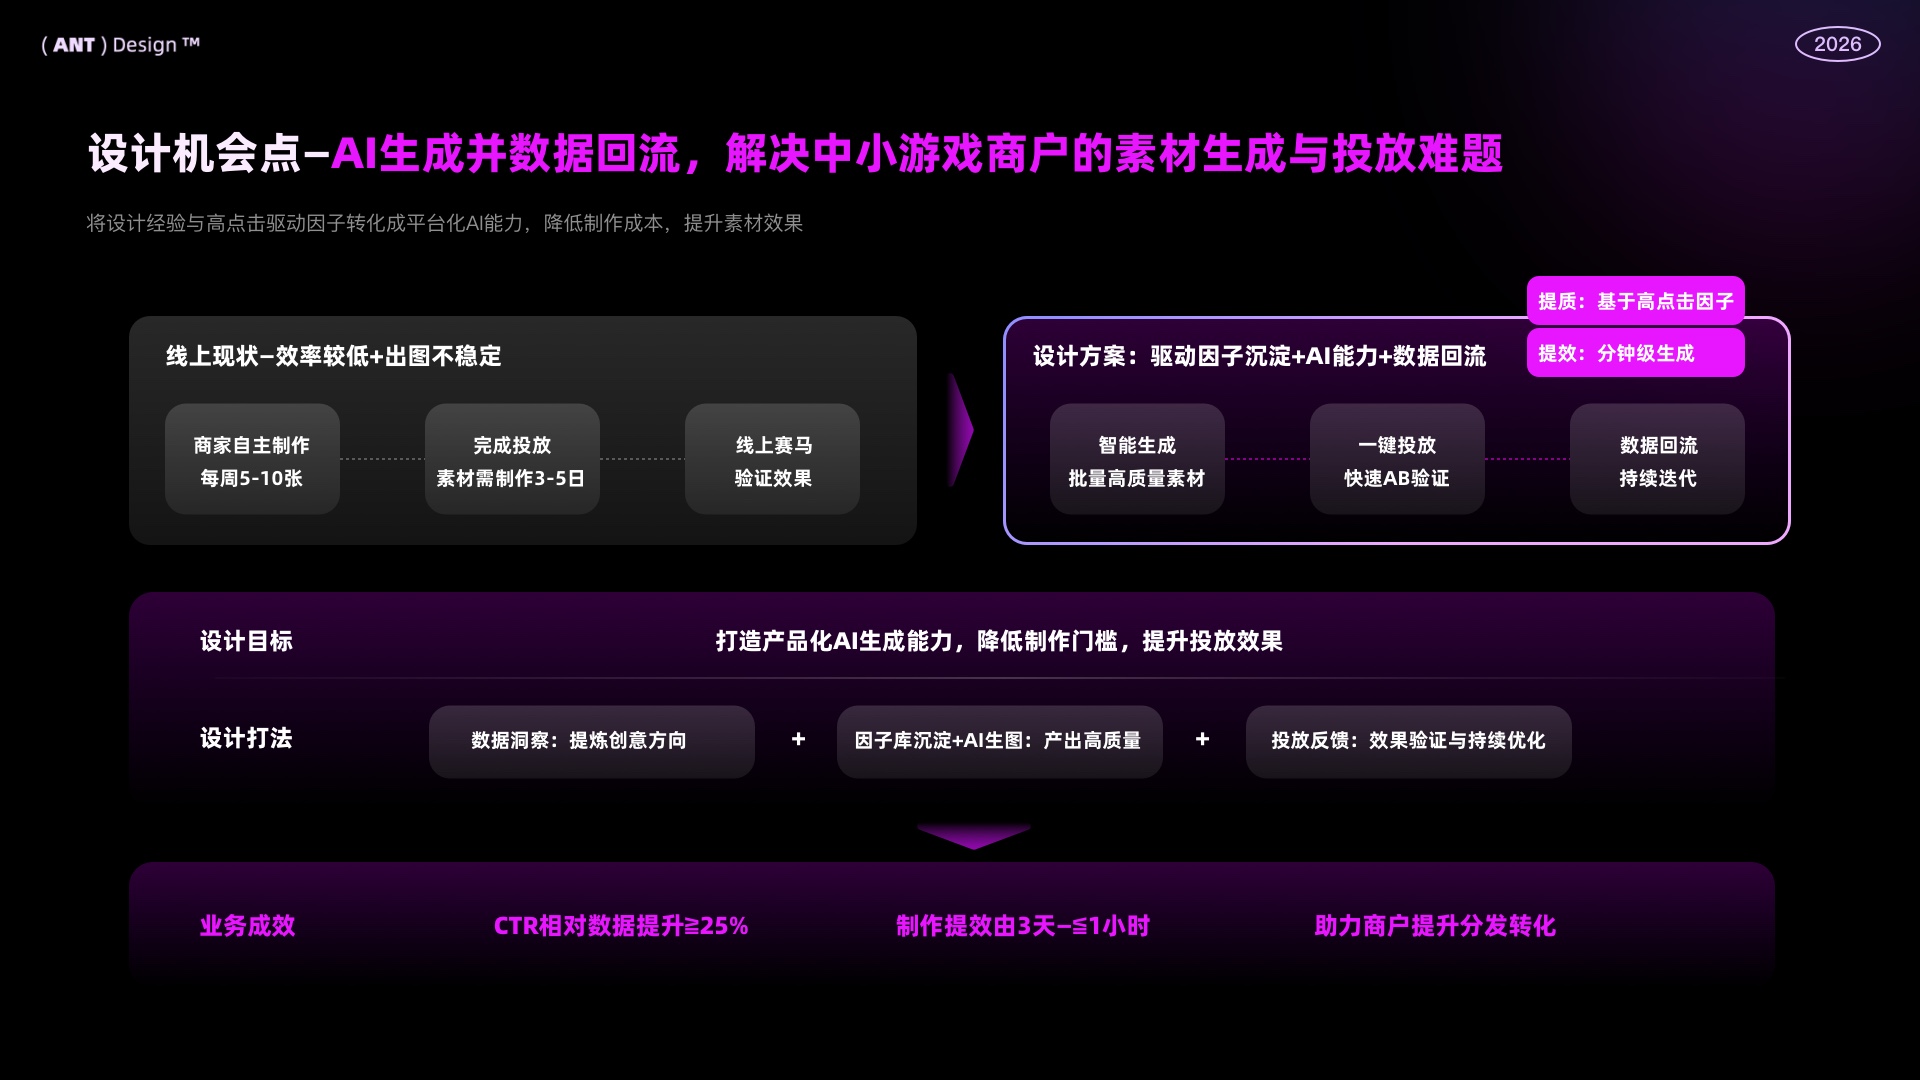 ( ANT ) Design ™
2026
设计机会点–AI生成并数据回流，解决中小游戏商户的素材生成与投放难题
将设计经验与高点击驱动因子转化成平台化AI能力，降低制作成本，提升素材效果
线上现状–效率较低+出图不稳定
商家自主制作
每周5-10张
完成投放
素材需制作3-5日
线上赛马
验证效果
提质：基于高点击因子
提效：分钟级生成
设计方案：驱动因子沉淀+AI能力+数据回流
智能生成
批量高质量素材
一键投放
快速AB验证
数据回流
持续迭代
设计目标
打造产品化AI生成能力，降低制作门槛，提升投放效果
设计打法
数据洞察：提炼创意方向
+
因子库沉淀+AI生图：产出高质量
+
投放反馈：效果验证与持续优化
业务成效
CTR相对数据提升≧25%
制作提效由3天–≦1小时
助力商户提升分发转化